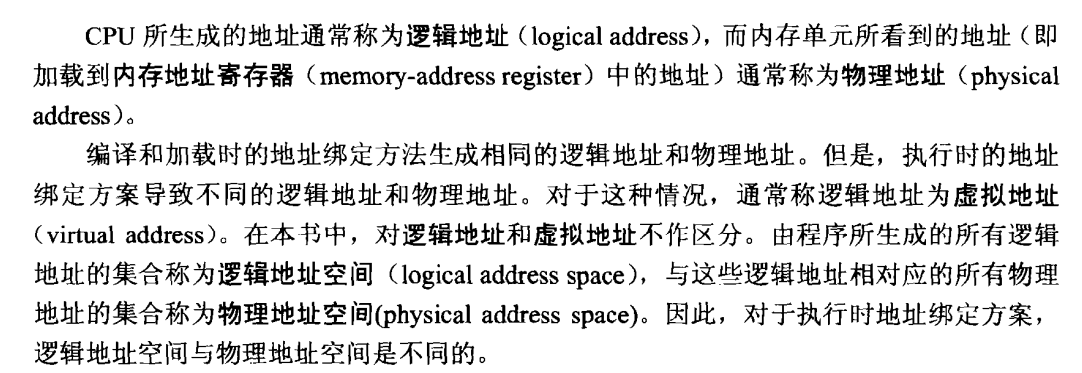 CPU 所生成的地址通常称为逻辑地址（logical address），而内存单元所看到的地址（即
加载到内存地址寄存器（memory-address register）中的地址）通常称为物理地址（physical
address）。
编译和加载时的地址绑定方法生成相同的逻辑地址和物理地址。但是，执行时的地址
绑定方案导致不同的逻辑地址和物理地址。对于这种情况，通常称逻辑地址为虚拟地址
（virtual address）。在本书中，对逻辑地址和虚拟地址不作区分。由程序所生成的所有逻辑
地址的集合称为逻辑地址空间（logical address space），与这些逻辑地址相对应的所有物理
地址的集合称为物理地址空间(physical address space)。因此，对于执行时地址绑定方案，
逻辑地址空间与物理地址空间是不同的。